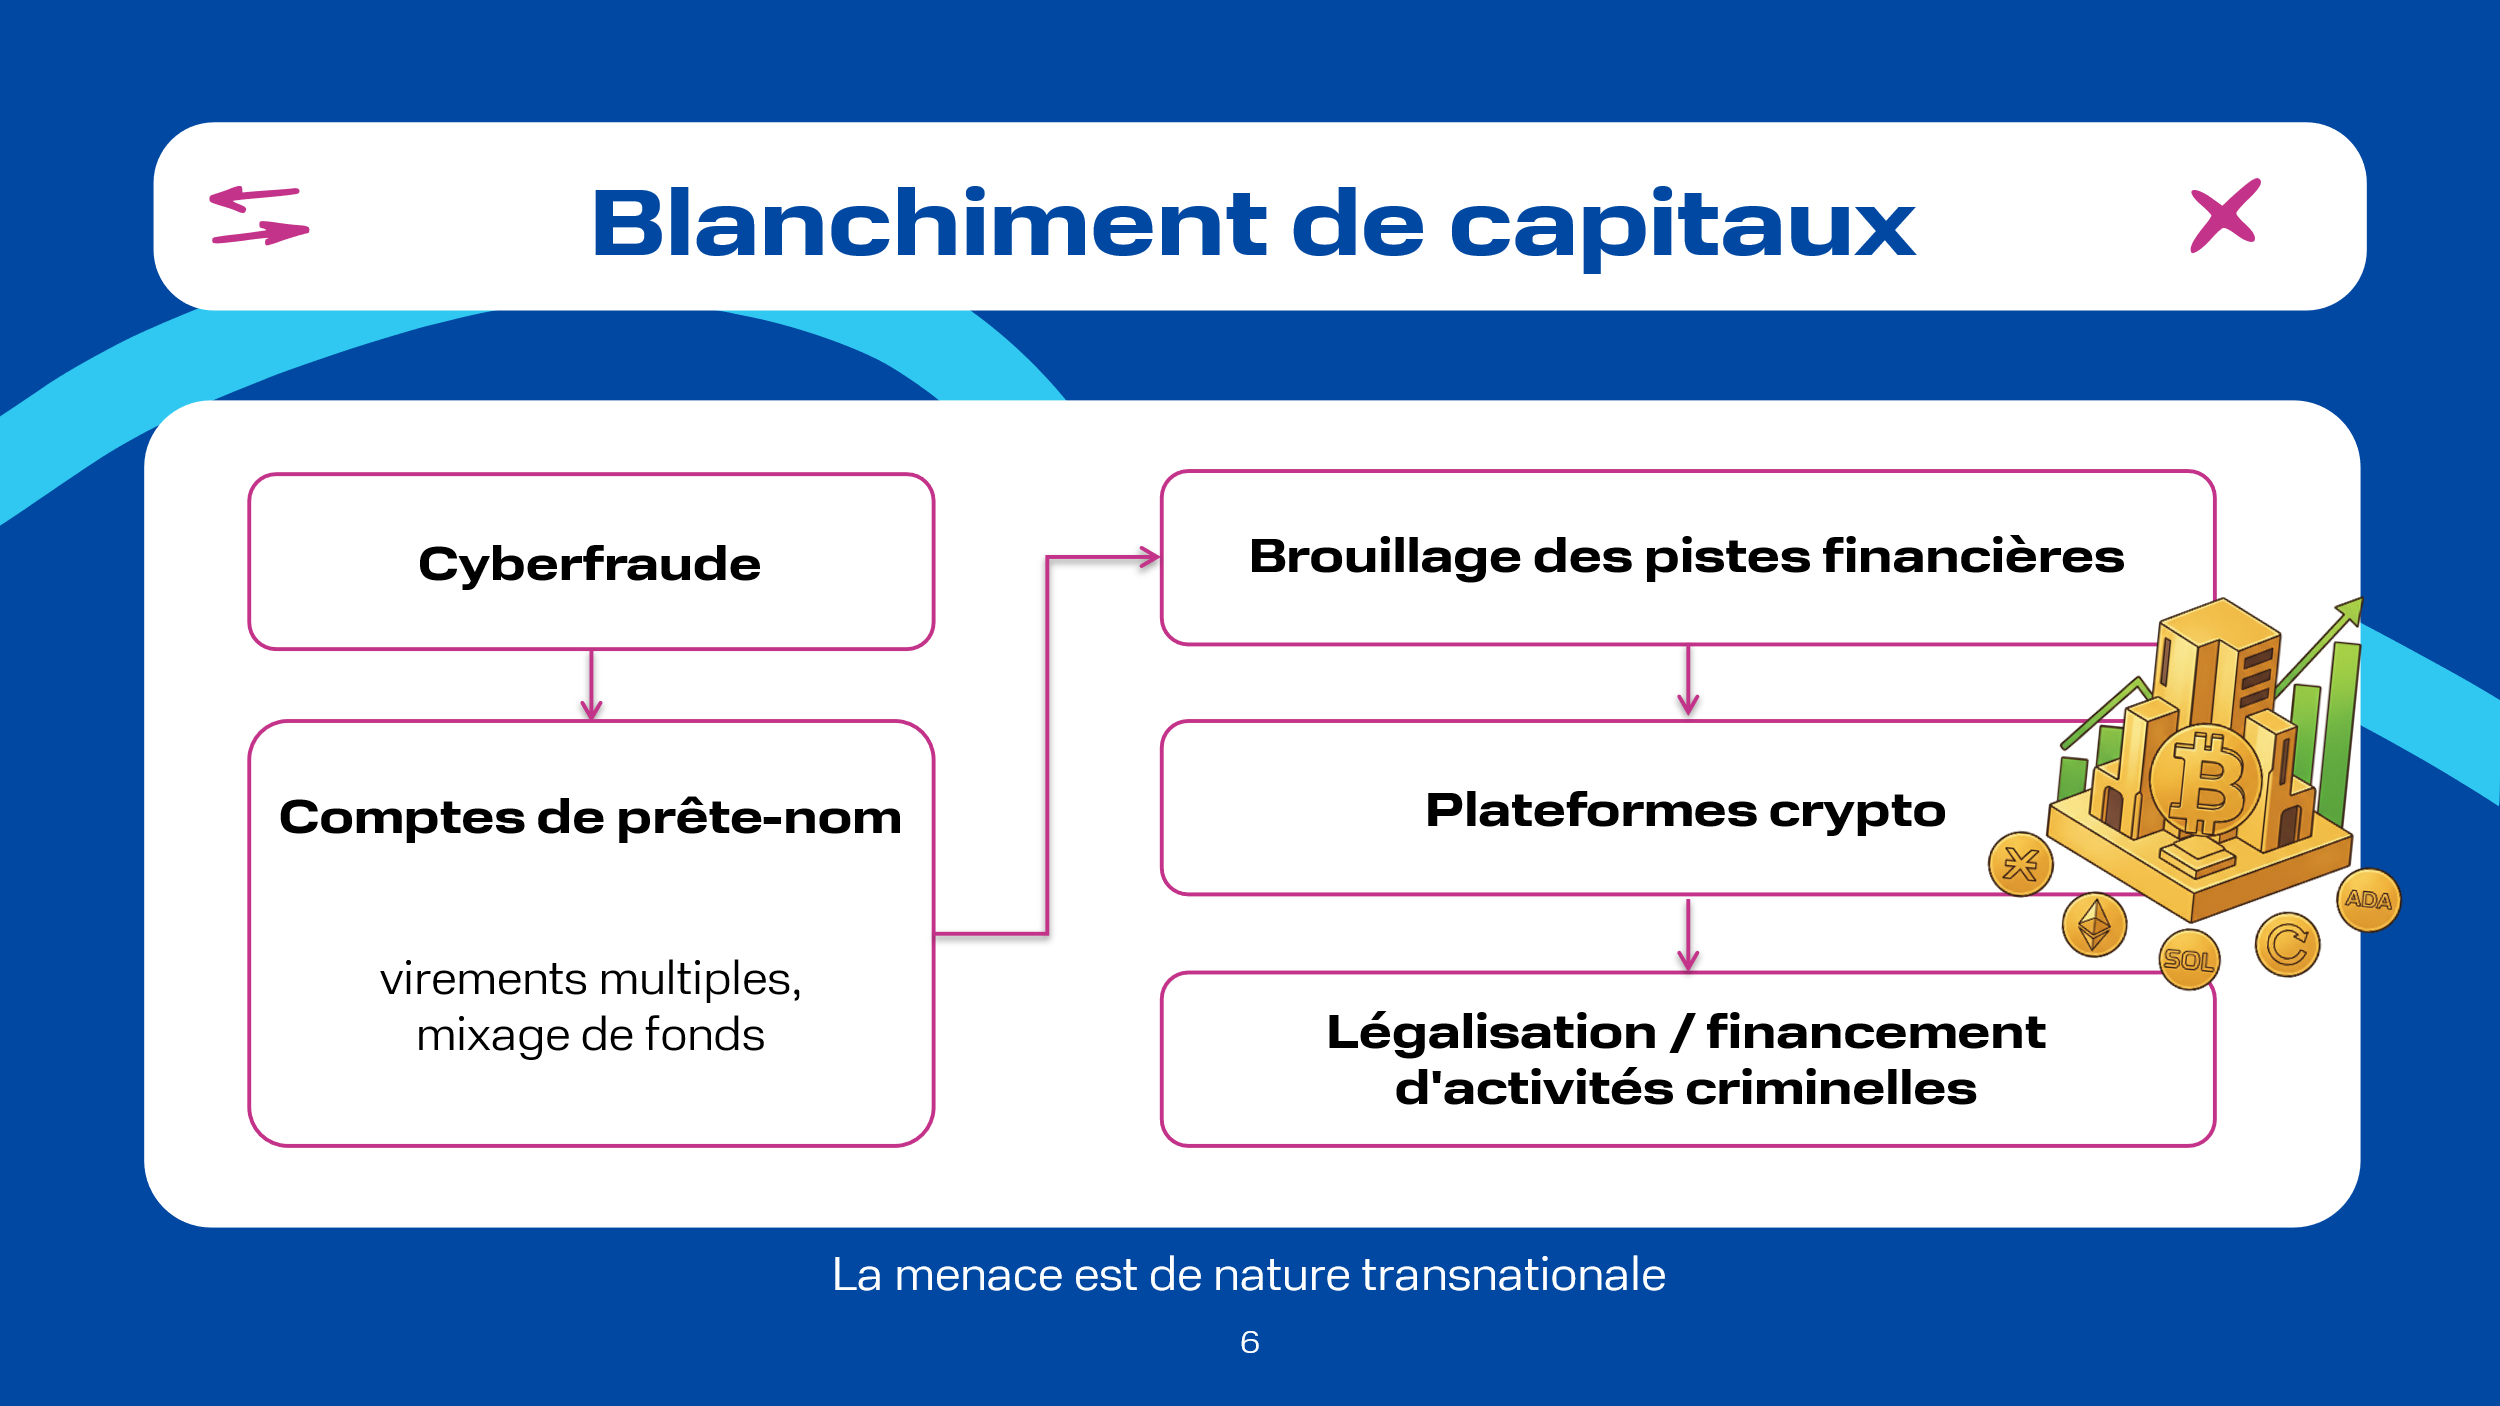 Blanchiment de capitaux
Cyberfraude
Comptes de prête-nom
virements multiples,
mixage de fonds
Brouillage des pistes financières
Plateformes crypto
Légalisation / financement
d'activités criminelles
ADA
SOL
La menace est de nature transnationale
6